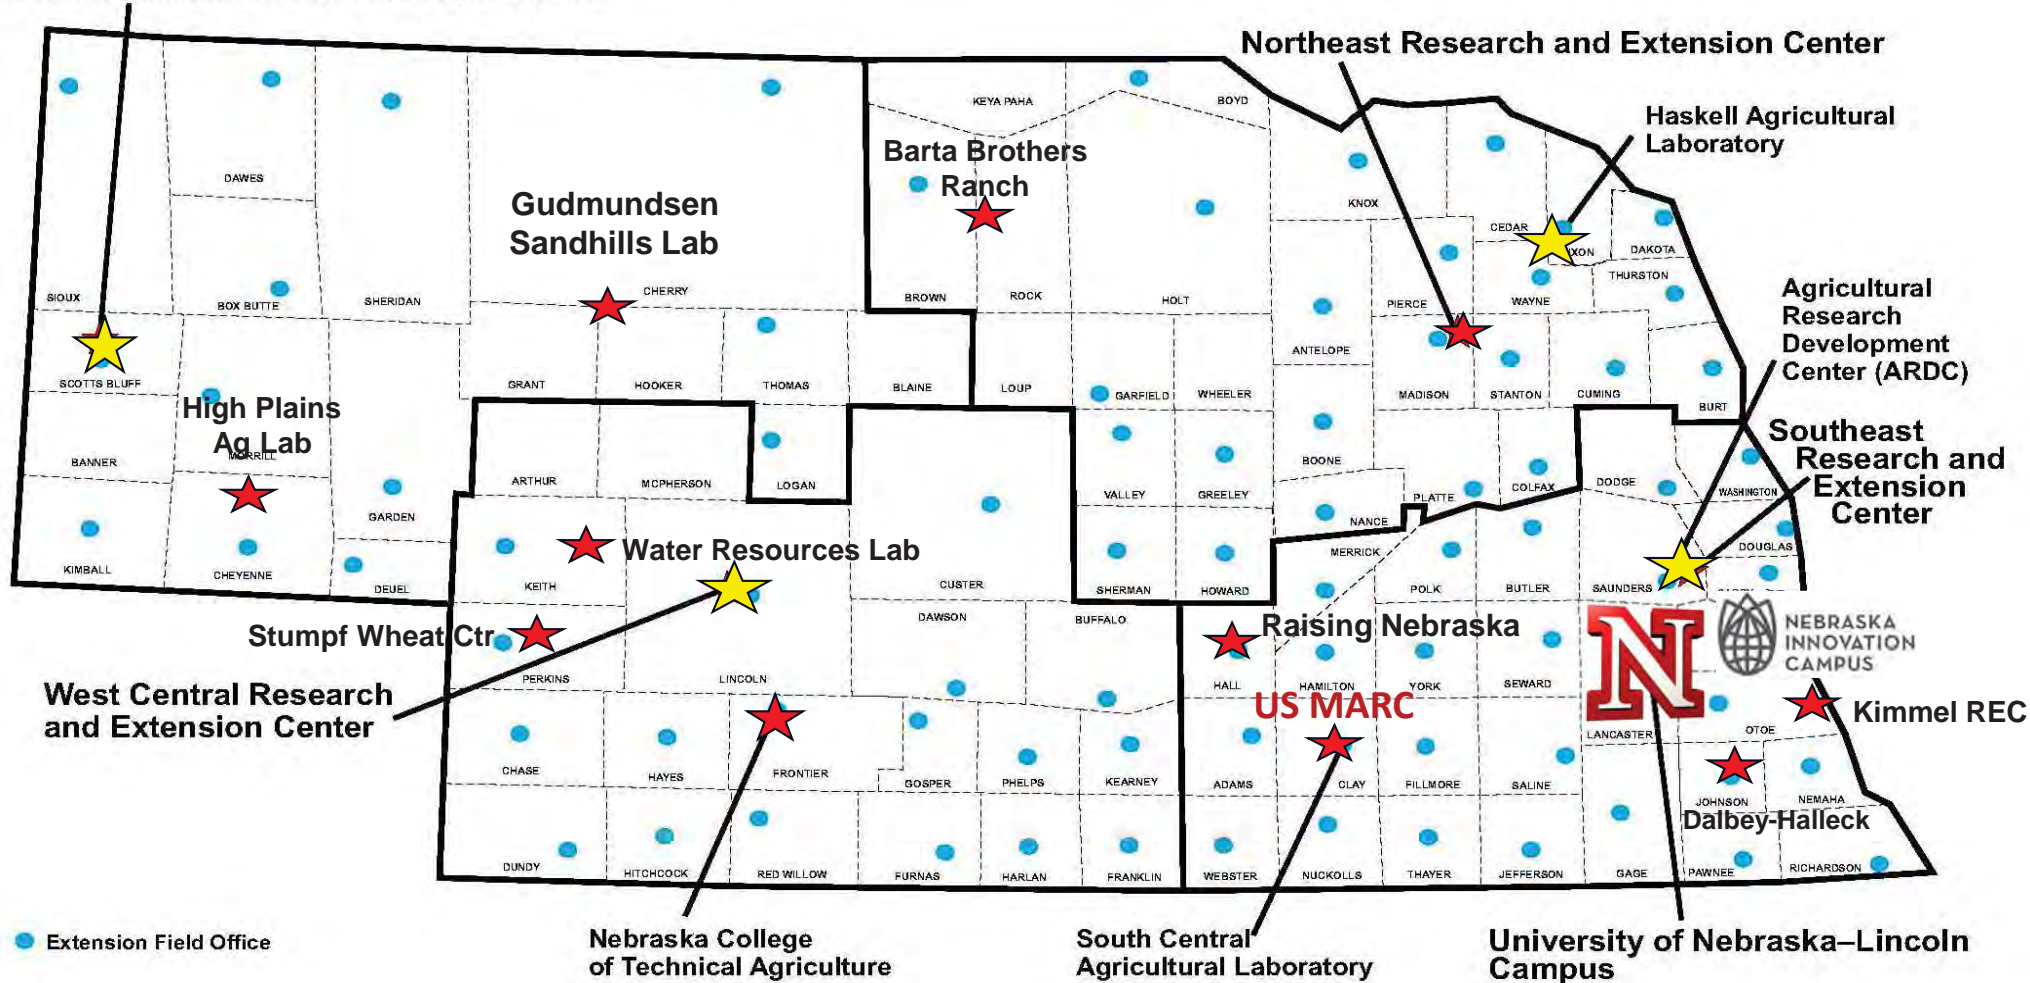 Northeast Research and Extension Center
KEYA PAHA
BOYD
Haskell Agricultural
Laboratory
Barta Brothers
Ranch
DAWES
Gudmundsen
Sandhills Lab
KNOX
CEDAR
DAKOTA
THURSTON
SIOUX
BOX BUTTE
SHERIDAN
CHERRY
BROWN
ROCK
HOLT
PIERCE
WAYNE
Agricultural
Research
Development
Center (ARDC)
ANTELOPE
SCOTTS BLUFF
GRANT
HOOKER
THOMAS
BLAINE
LOUP
GARFIELD
WHEELER
MADISON
STANTON
CUMING
BURT
High Plains
Ag Lab
MORRILL
BANNER
ARTHUR
MCPHERSON
LOGAN
VALLEY
GREELEY
BOONE
PLATTE
COLFAX
DODGE
WASHINGTON
Southeast
Research and
Extension
Center
GARDEN
NANCE
KIMBALL
CHEYENNE
DEUEL
KEITH
Water Resources Lab
CUSTER
SHERMAN
HOWARD
MERRICK
POLK
BUTLER
SAUNDERS
DOUGLAS
Stumpf Wheat Ctr
DAWSON
BUFFALO
Raising Nebraska
N
NEBRASKA
INNOVATION
CAMPUS
West Central Research
and Extension Center
PERKINS
LINCOLN
HALL
HAMILTON
YORK
SEWARD
US MARC
LANCASTER
OTOE
Kimmel REC
CHASE
HAYES
FRONTIER
GOSPER
PHELPS
KEARNEY
ADAMS
CLAY
FILLMORE
SALINE
JOHNSON
NEMAHA
Dalbey-Halleck
DUNDY
HITCHCOCK
RED WILLOW
FURNAS
HARLAN
FRANKLIN
WEBSTER
NUCKOLLS
THAYER
JEFFERSON
GAGE
PAWNEE
RICHARDSON
Extension Field Office
Nebraska College
of Technical Agriculture
South Central
Agricultural Laboratory
University of Nebraska–Lincoln
Campus